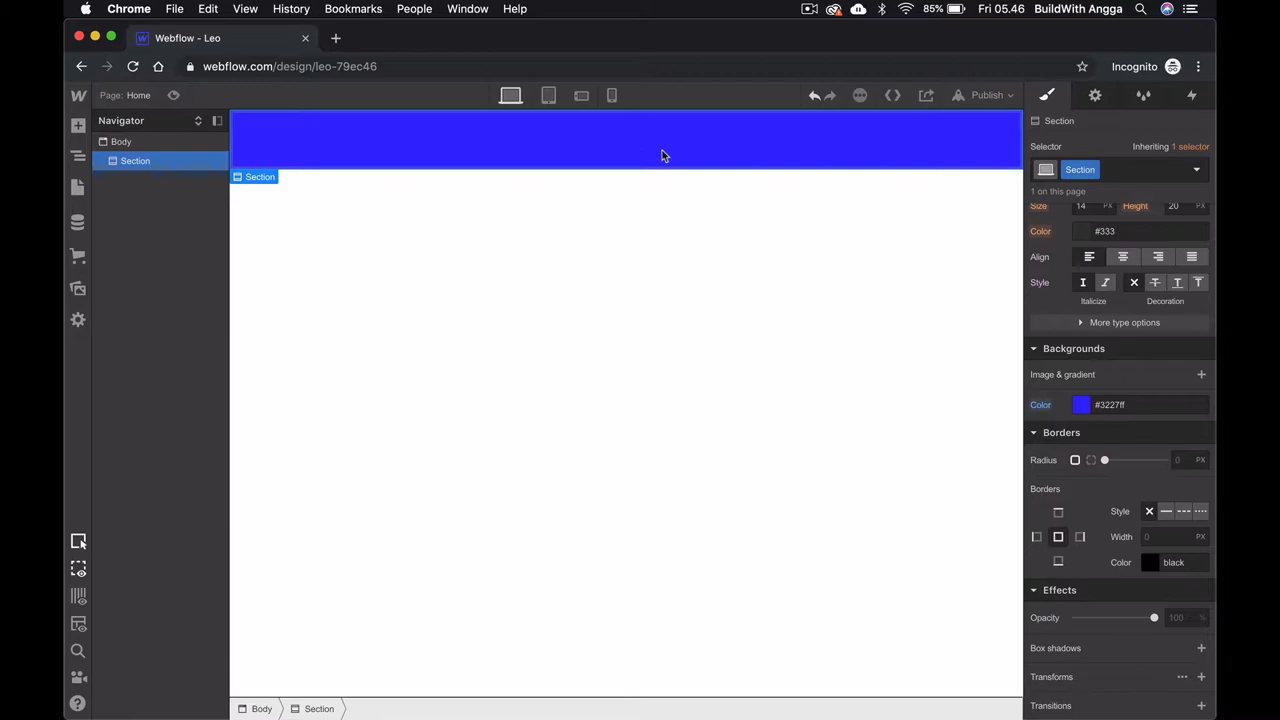 Chrome File Edit View History Bookmarks People Window Help 85% Fri 05.46 BuildWith Angga
Webflow - Leo
webflow.com/design/leo-79ec46 Incognito
Page: Home Publish
Navigator
Body
Section
Section
Section
Selector Inheriting 1 selector
Section
1 on this page
Size 14 PX Height 20 PX
Color #333
Align
Style
Italicize Decoration
More type options
Backgrounds
Image & gradient
Color #3227ff
Borders
Radius 0 PX
Borders
Style
Width 0 PX
Color black
Effects
Opacity 100 %
Box shadows
Transforms
Transitions
Body Section